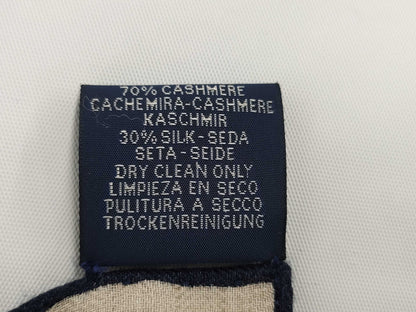 70% CASHMERE
CACHEMIRA-CASHMERE
KASCHMIR
30% SILK-SEDA
SETA-SEIDE
DRY CLEAN ONLY
LIMPIEZA EN SECO
PULITURA A SECCO
TROCKENREINIGUNG